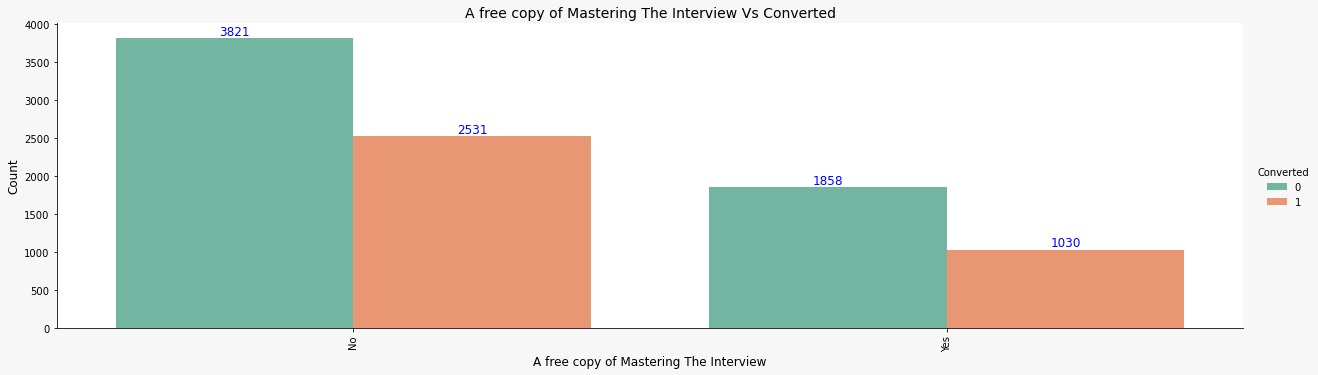 A free copy of Mastering The Interview Vs Converted
4000
3500
3000
2500
2000
1500
1000
500
0
Count
3821
2531
1858
1030
No
Yes
A free copy of Mastering The Interview
Converted
0
1